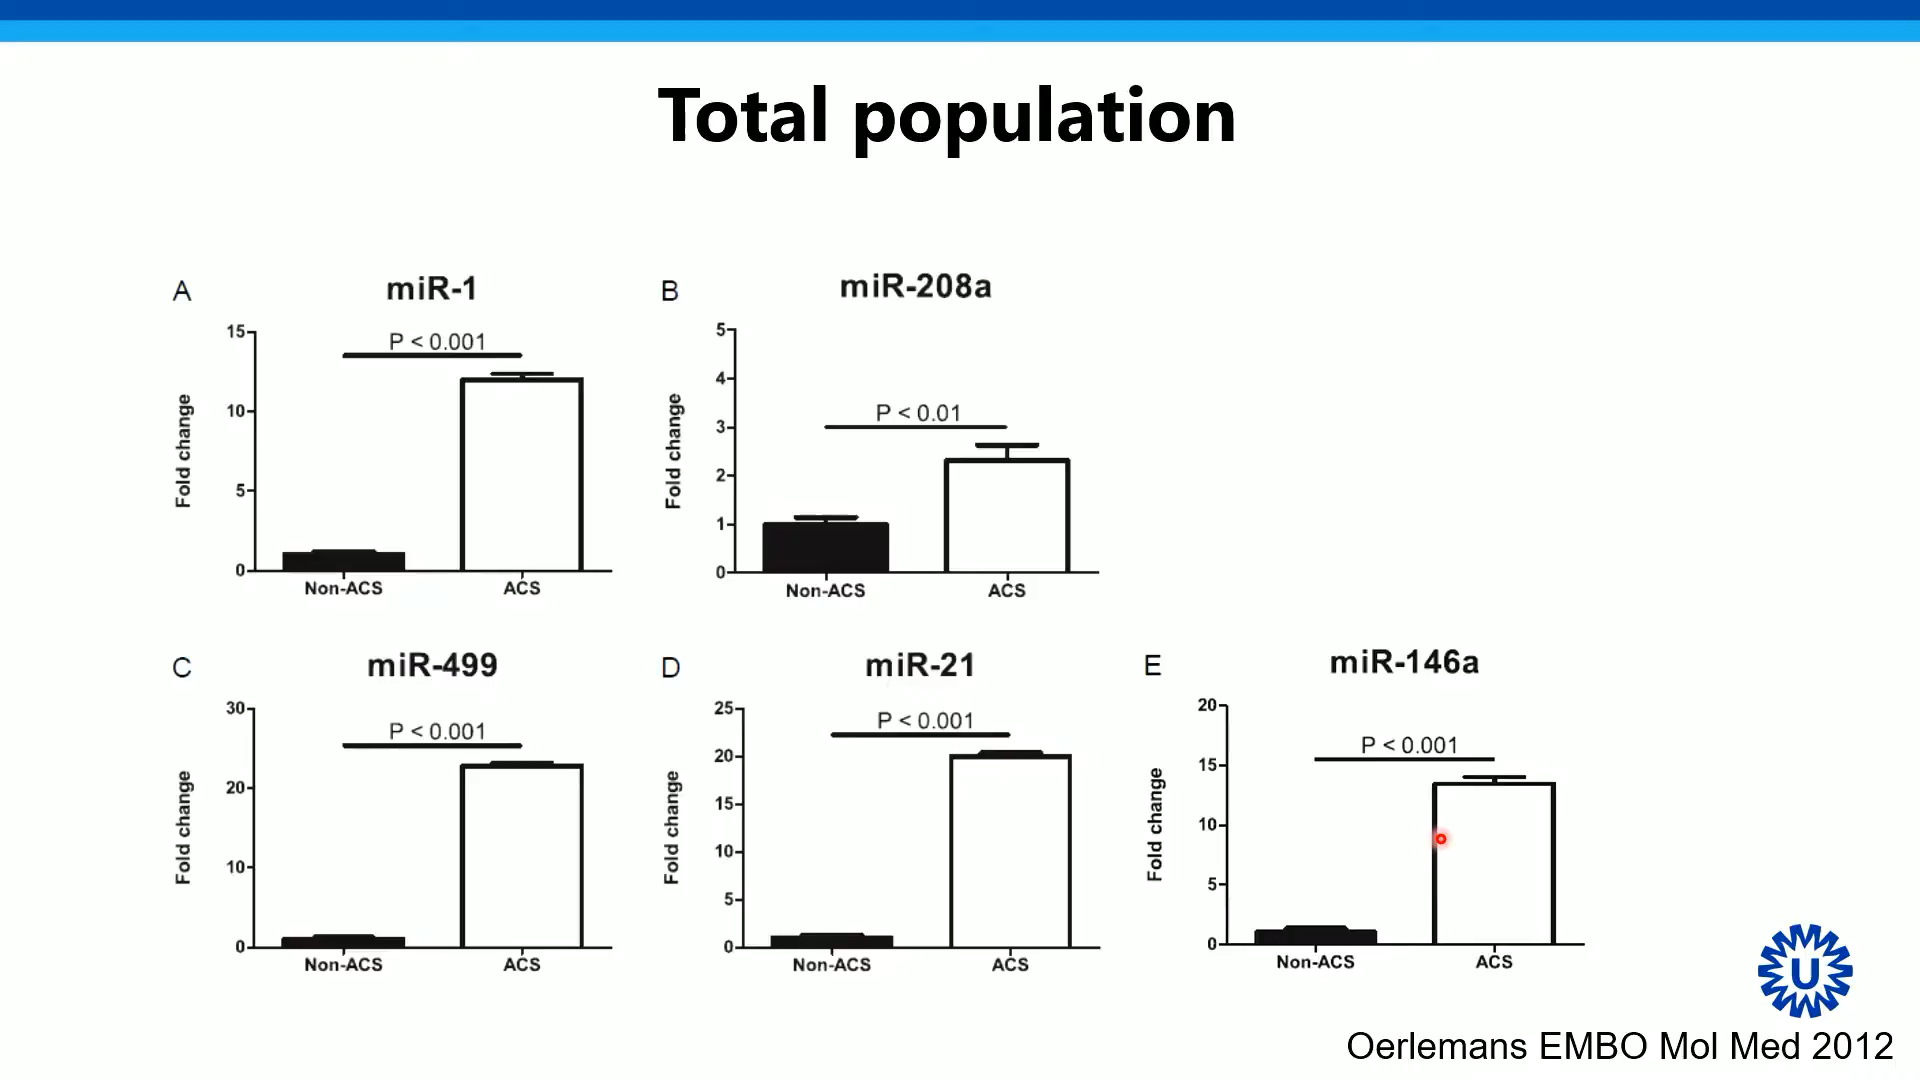 Total population
A
miR-1
P < 0.001
15
10
5
0
Fold change
Non-ACS
ACS
B
miR-208a
P < 0.01
5
4
3
2
1
0
Fold change
Non-ACS
ACS
C
miR-499
P < 0.001
30
20
10
0
Fold change
Non-ACS
ACS
D
miR-21
P < 0.001
25
20
15
10
5
0
Fold change
Non-ACS
ACS
E
miR-146a
P < 0.001
20
15
10
5
0
Fold change
Non-ACS
ACS
U
Oerlemans EMBO Mol Med 2012